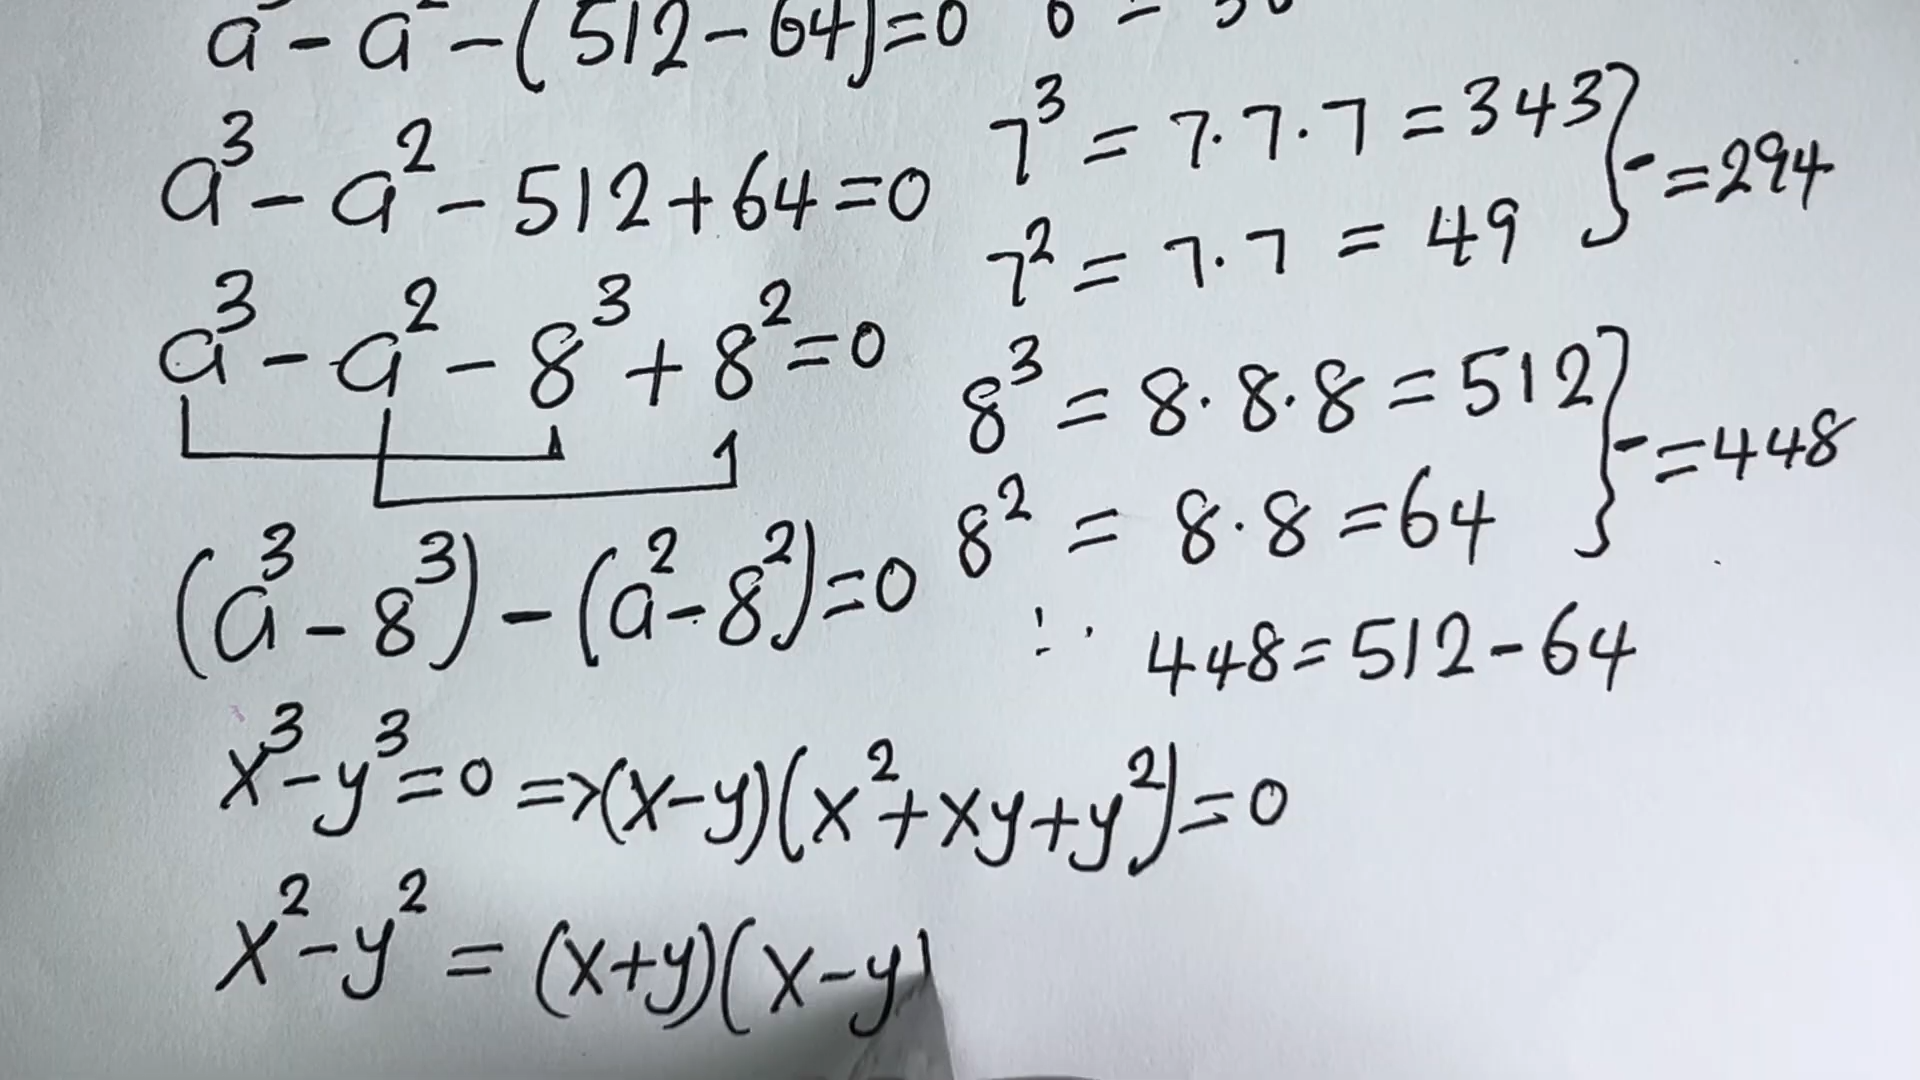 a³ - a² - (512 - 64) = 0
a³ - a² - 512 + 64 = 0
a³ - a² - 8³ + 8² = 0
(a³ - 8³) - (a² - 8²) = 0
x³ - y³ = 0 => (x - y)(x² + xy + y²) = 0
x² - y² = (x + y)(x - y)
7³ = 7.7.7 = 343 } - = 294
7² = 7.7 = 49
8³ = 8.8.8 = 512 } - = 448
8² = 8.8 = 64
∴ 448 = 512 - 64